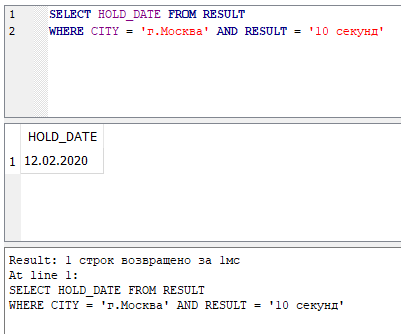 1 SELECT HOLD_DATE FROM RESULT
2 WHERE CITY = 'г.Москва' AND RESULT = '10 секунд'
HOLD_DATE
1 12.02.2020
Result: 1 строк возвращено за 1мс
At line 1:
SELECT HOLD_DATE FROM RESULT
WHERE CITY = 'г.Москва' AND RESULT = '10 секунд'